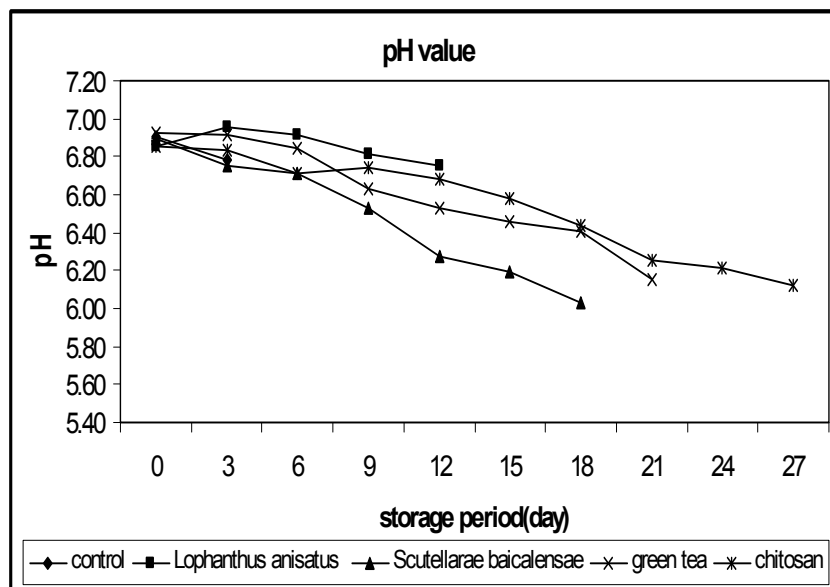 pH value
7.20
7.00
6.80
6.60
6.40
6.20
6.00
5.80
5.60
5.40
pH
0 3 6 9 12 15 18 21 24 27
storage period(day)
control Lophanthus anisatus Scutellarae baicalensae green tea chitosan